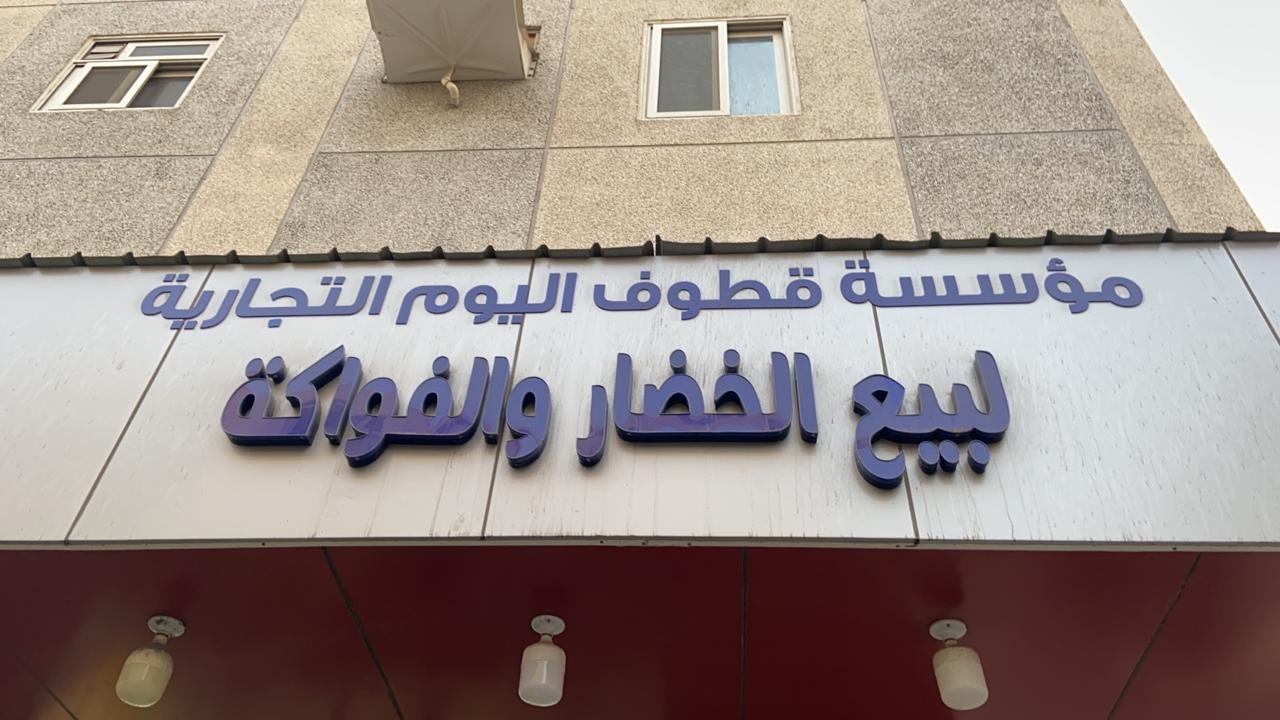 مؤسسة قطوف اليوم التجارية
لبيع الخضار والفواكة